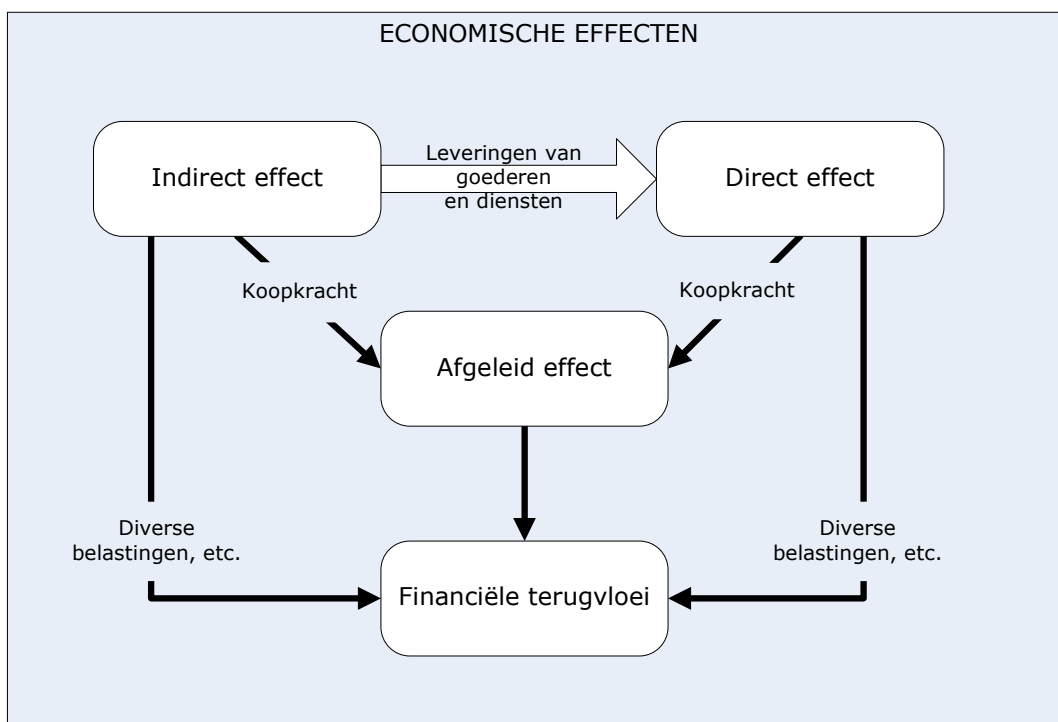 ECONOMISCHE EFFECTEN
Indirect effect
Leveringen van
goederen
en diensten
Direct effect
Koopkracht
Koopkracht
Afgeleid effect
Diverse
belastingen, etc.
Diverse
belastingen, etc.
Financiële terugvloei